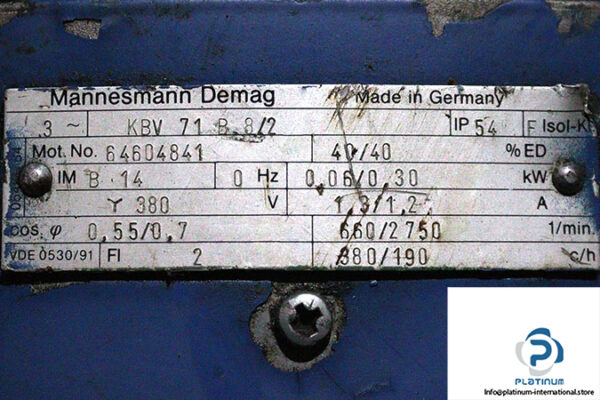 Mannesmann Demag Made in Germany
3 ~ KBV 71 B 8/2 IP 54 F Isol-Kl
Mot. No. 64604841 40/40 % ED
IM B 14 0 Hz 0,06/0,30 kW
Y 380 V 1,3/1,2 A
cos. φ 0,55/0,7 660/2750 1/min.
VDE 0530/91 FI 2 380/190 c/h
PLATINUM
Info@platinum-international.store